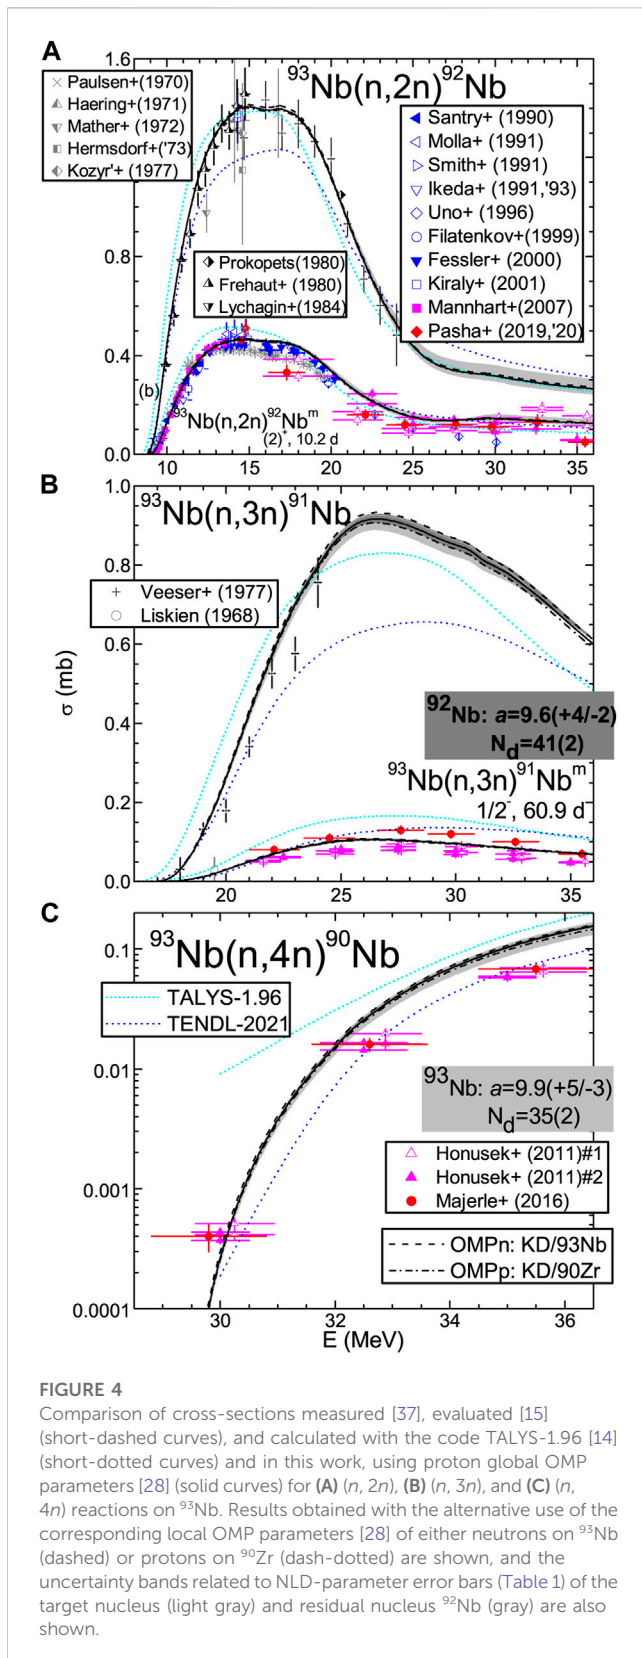 A
1.6
⁹³Nb(n,2n)⁹²Nb
Paulsen+(1970)
Haering+(1971)
Mather+ (1972)
Hermsdorf+('73)
Kozyr'+ (1977)
Santry+ (1990)
Molla+ (1991)
Smith+ (1991)
Ikeda+ (1991,'93)
Uno+ (1996)
Filatenkov+(1999)
Fessler+ (2000)
Kiraly+ (2001)
Mannhart+(2007)
Pasha+ (2019,'20)
1.2
0.8
Prokopets(1980)
Frehaut+ (1980)
Lychagin+(1984)
0.4
(b)
⁹³Nb(n,2n)⁹²Nbᵐ
(2)⁺, 10.2 d
0.0
10 15 20 25 30 35
B
1.0
⁹³Nb(n,3n)⁹¹Nb
0.8
Veeser+ (1977)
Liskien (1968)
0.6
σ (mb)
⁹²Nb: a=9.6(+4/-2)
N_d=41(2)
0.4
⁹³Nb(n,3n)⁹¹Nbᵐ
1/2⁻, 60.9 d
0.2
0.0
20 25 30 35
C
⁹³Nb(n,4n)⁹⁰Nb
0.1
TALYS-1.96
TENDL-2021
0.01
⁹³Nb: a=9.9(+5/-3)
N_d=35(2)
Honusek+ (2011)#1
Honusek+ (2011)#2
Majerle+ (2016)
0.001
OMPn: KD/93Nb
OMPp: KD/90Zr
0.0001
30 32 34 36
E (MeV)
FIGURE 4
Comparison of cross-sections measured [37], evaluated [15]
(short-dashed curves), and calculated with the code TALYS-1.96 [14]
(short-dotted curves) and in this work, using proton global OMP
parameters [28] (solid curves) for (A) (n, 2n), (B) (n, 3n), and (C) (n,
4n) reactions on ⁹³Nb. Results obtained with the alternative use of the
corresponding local OMP parameters [28] of either neutrons on ⁹³Nb
(dashed) or protons on ⁹⁰Zr (dash-dotted) are shown, and the
uncertainty bands related to NLD-parameter error bars (Table 1) of the
target nucleus (light gray) and residual nucleus ⁹²Nb (gray) are also
shown.